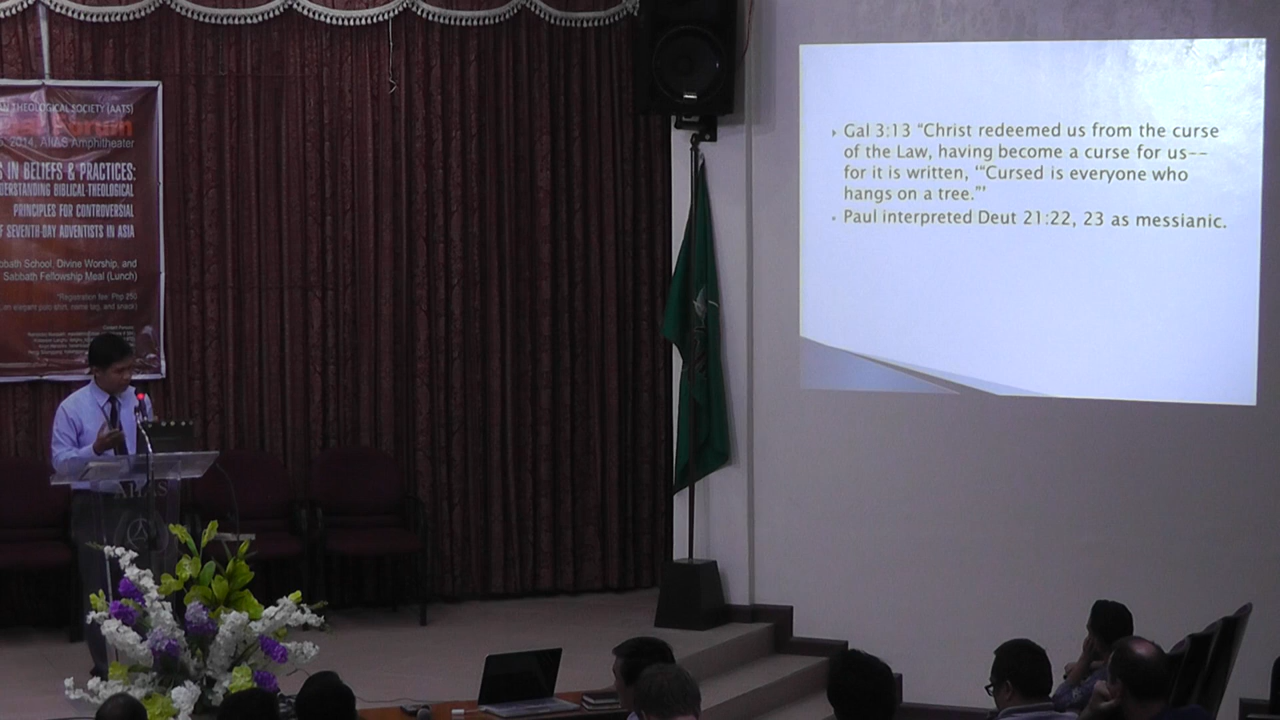 THEOLOGICAL SOCIETY (AATS)
Forum
2014, AIIAS Amphitheater
IN BELIEFS & PRACTICES:
BIBLICAL-THEOLOGICAL
PRINCIPLES FOR CONTROVERSIAL
OF SEVENTH-DAY ADVENTISTS IN ASIA
School, Divine Worship, and
Sabbath Fellowship Meal (Lunch)
*Registration fee: Php 250
AIIAS
Gal 3:13 “Christ redeemed us from the curse
of the Law, having become a curse for us--
for it is written, ‘“Cursed is everyone who
hangs on a tree.”’
Paul interpreted Deut 21:22, 23 as messianic.